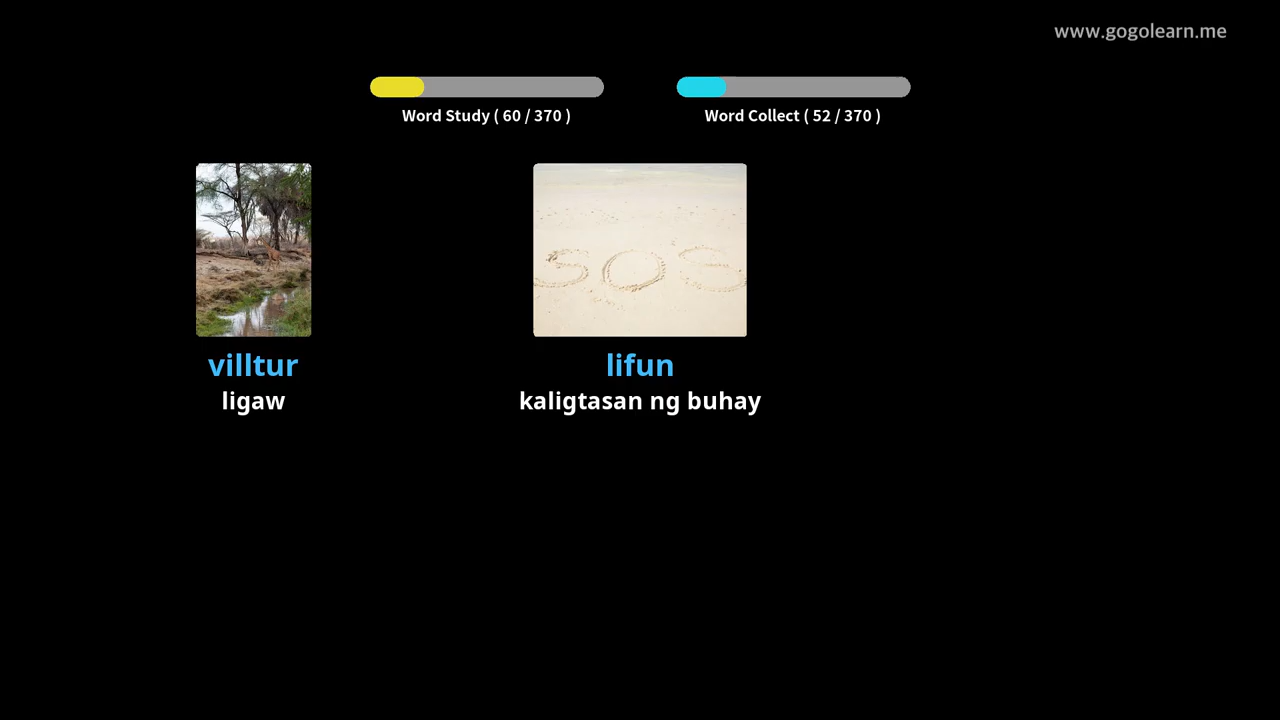 www.gogolearn.me
Word Study ( 60 / 370 )
Word Collect ( 52 / 370 )
SOS
villtur
ligaw
lifun
kaligtasan ng buhay